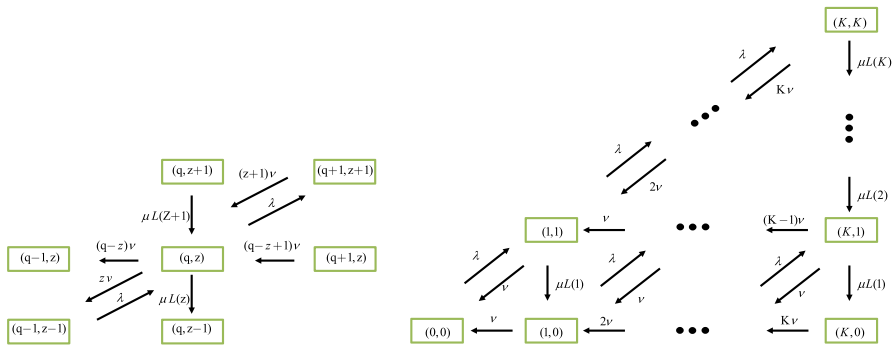 (K, K)
λ
μL(K)
Kν
λ
2ν
μL(2)
(q, z+1)
(z+1)ν
(q+1, z+1)
λ
μL(Z+1)
(q−z)ν
(q−z+1)ν
(q−1, z)
(q, z)
(q+1, z)
zν
λ
μL(z)
(q−1, z−1)
(q, z−1)
(1,1)
ν
(K−1)ν
(K,1)
λ
ν
μL(1)
λ
ν
λ
ν
μL(1)
(0,0)
ν
(1,0)
2ν
Kν
(K,0)